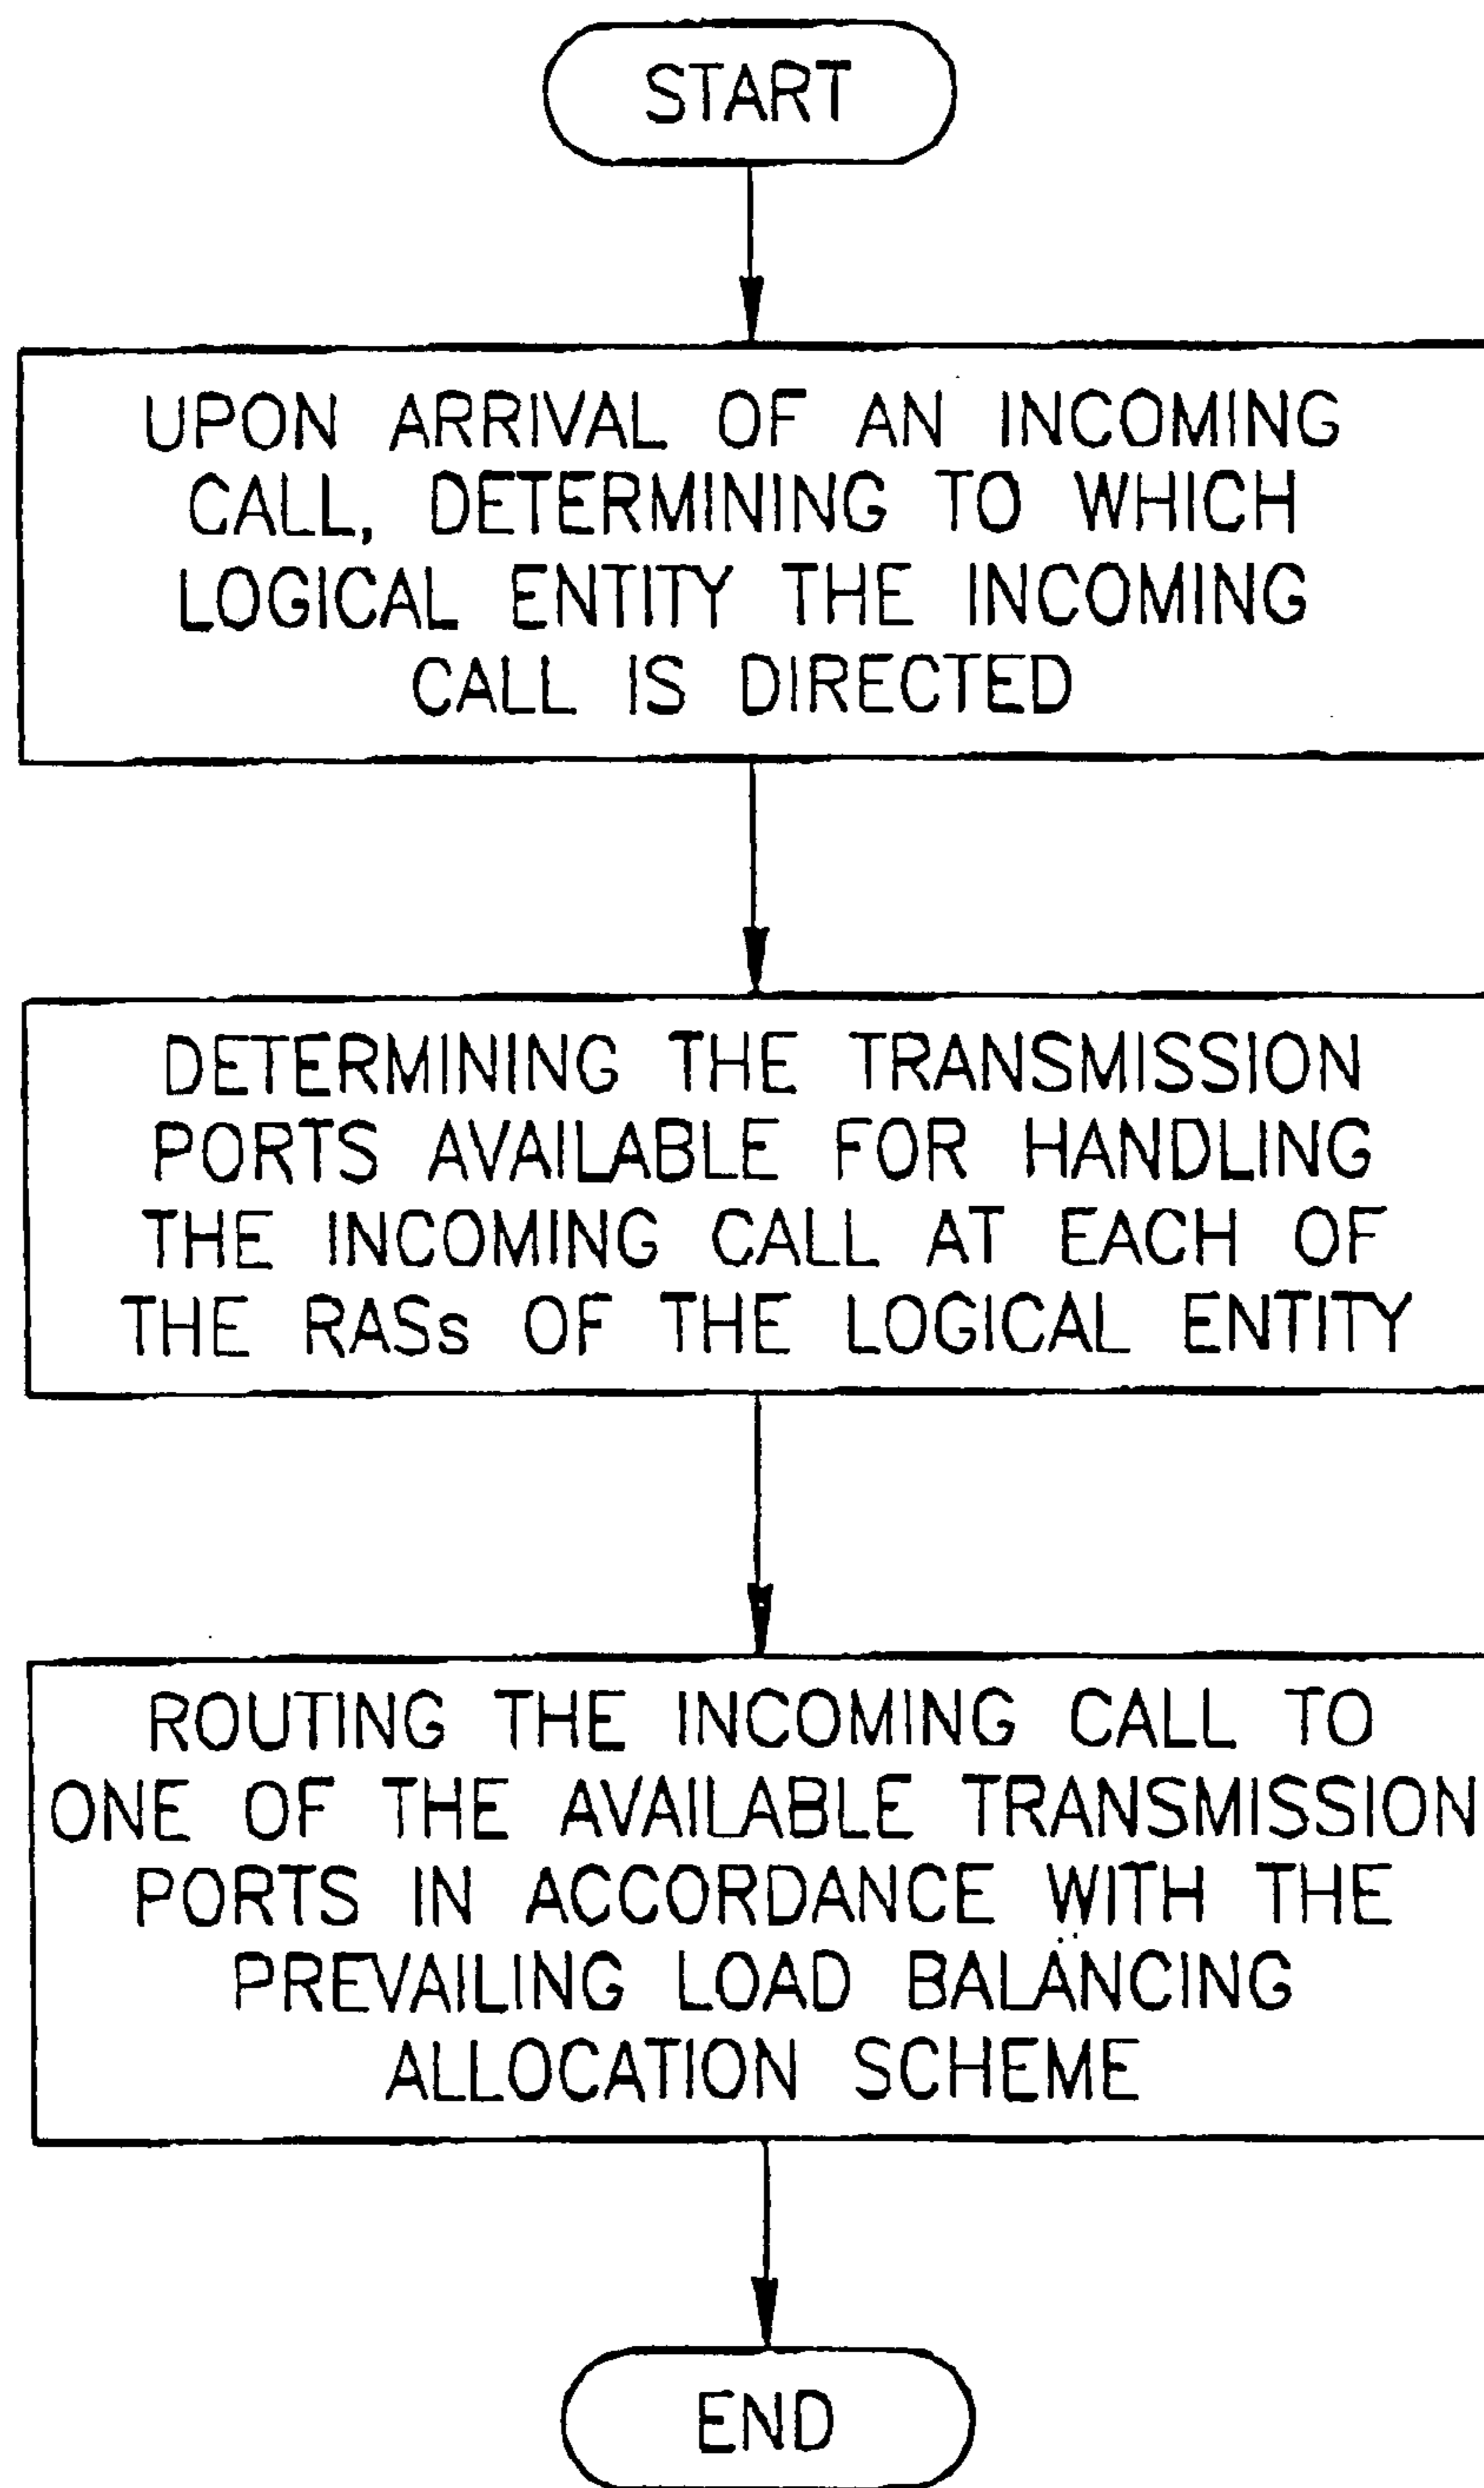 START
UPON ARRIVAL OF AN INCOMING
CALL, DETERMINING TO WHICH
LOGICAL ENTITY THE INCOMING
CALL IS DIRECTED
DETERMINING THE TRANSMISSION
PORTS AVAILABLE FOR HANDLING
THE INCOMING CALL AT EACH OF
THE RASs OF THE LOGICAL ENTITY
ROUTING THE INCOMING CALL TO
ONE OF THE AVAILABLE TRANSMISSION
PORTS IN ACCORDANCE WITH THE
PREVAILING LOAD BALANCING
ALLOCATION SCHEME
END